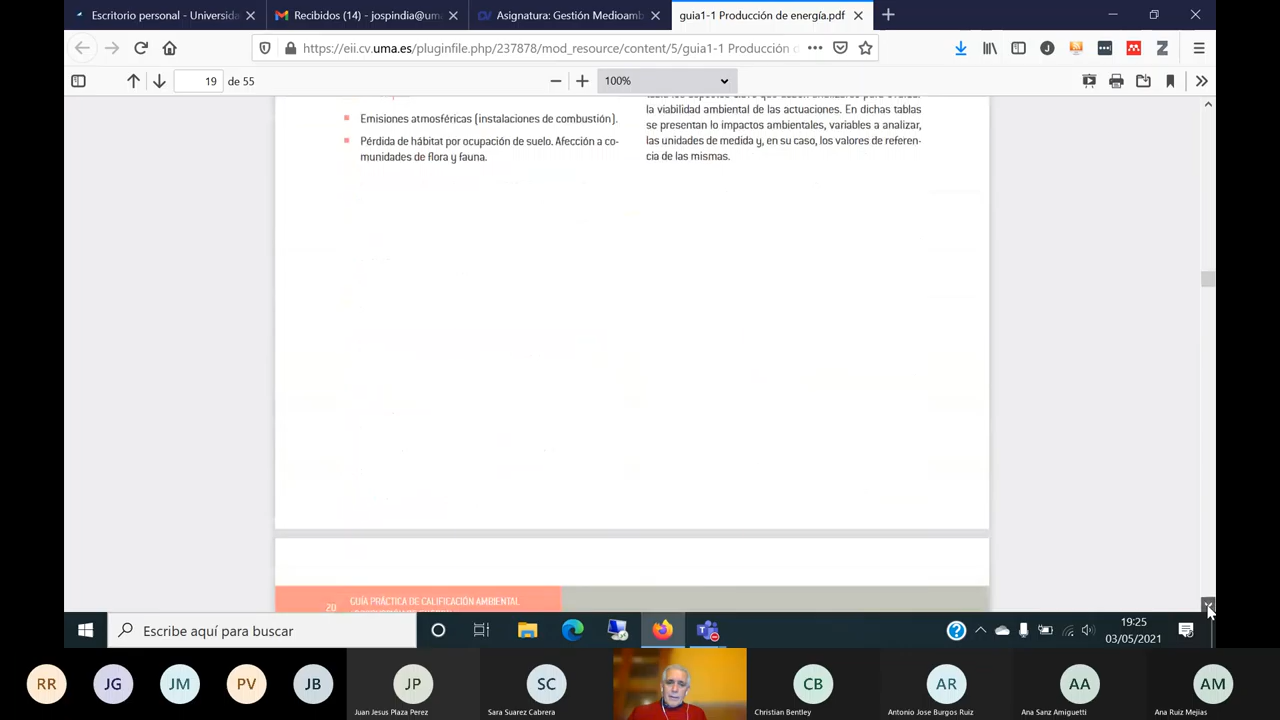 Escritorio personal - Universida
Recibidos (14) - jospindia@uma
Asignatura: Gestión Medioamb
guia1-1 Producción de energía.pdf
https://eii.cv.uma.es/pluginfile.php/237878/mod_resource/content/5/guia1-1 Producción d
19 de 55
100%
Emisiones atmosféricas (instalaciones de combustión).
Pérdida de hábitat por ocupación de suelo. Afección a co-
munidades de flora y fauna.
la viabilidad ambiental de las actuaciones. En dichas tablas
se presentan lo impactos ambientales, variables a analizar,
las unidades de medida y, en su caso, los valores de referen-
cia de las mismas.
20 GUÍA PRÁCTICA DE CALIFICACIÓN AMBIENTAL
Escribe aquí para buscar
19:25
03/05/2021
RR
JG
JM
PV
JB
JP
SC
CB
AR
AA
AM
Juan Jesus Plaza Perez
Sara Suarez Cabrera
Christian Bentley
Antonio Jose Burgos Ruiz
Ana Sanz Amiguetti
Ana Ruiz Mejias